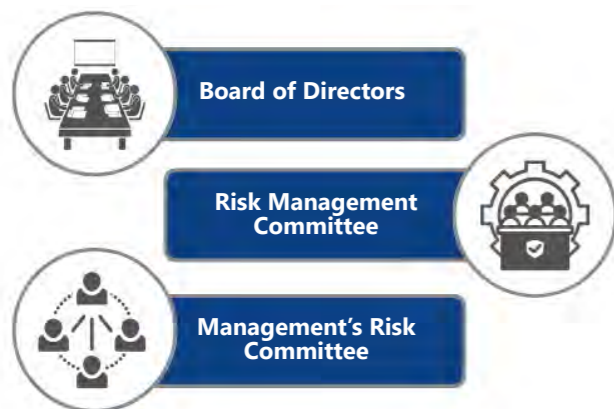 Board of Directors
Risk Management
Committee
Management’s Risk
Committee